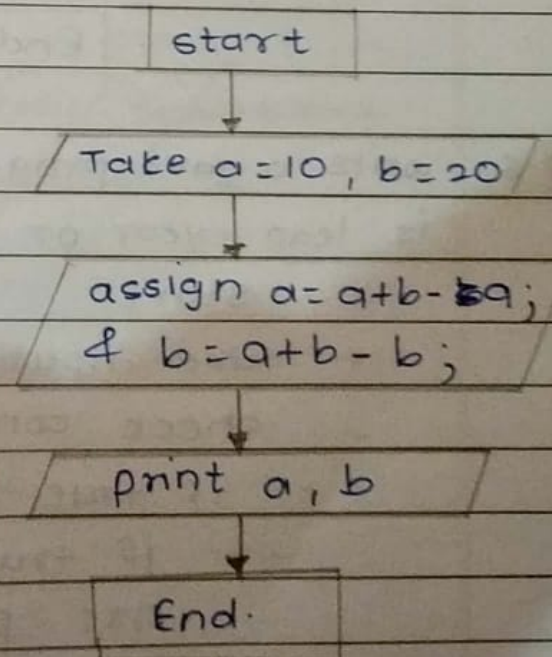 start
Take a=10, b=20
assign a=a+b-a;
& b=a+b-b;
print a, b
End.